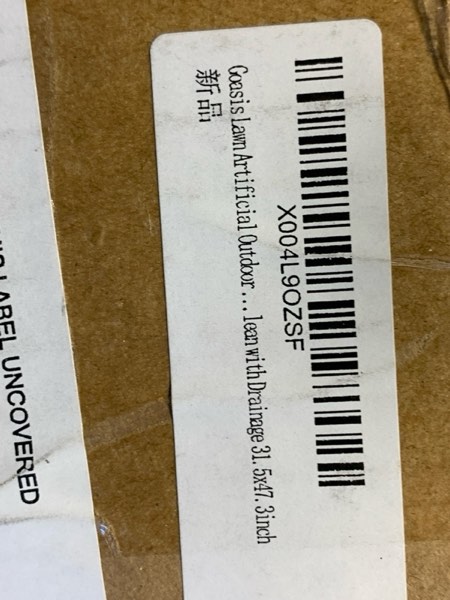 X004L9OZSF
Goasis Lawn Artificial Outdoor ... lean with Drainage 31.5x47.3inch
新品
LABEL UNCOVERED